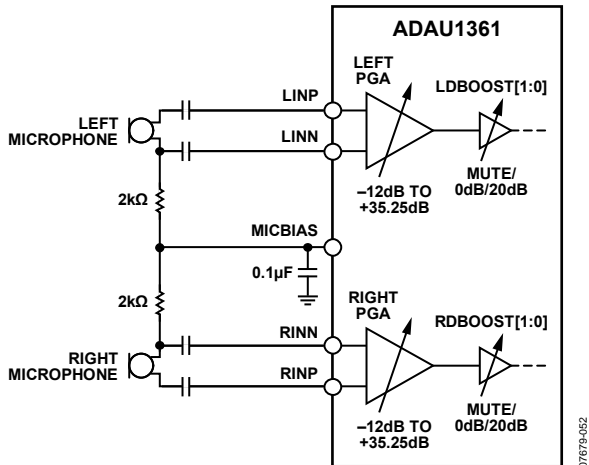 ADAU1361
LEFT
PGA
LDBOOST[1:0]
LINP
LEFT
MICROPHONE
LINN
MUTE/
0dB/20dB
–12dB TO
+35.25dB
2kΩ
MICBIAS
0.1µF
2kΩ
RIGHT
PGA
RDBOOST[1:0]
RINN
RIGHT
MICROPHONE
RINP
MUTE/
0dB/20dB
–12dB TO
+35.25dB
07679-052